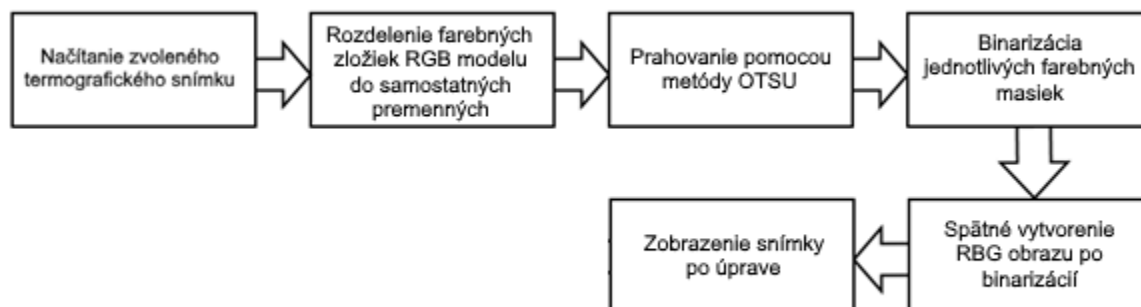 Načítanie zvoleného
termografického snímku
Rozdelenie farebných
zložiek RGB modelu
do samostatných
premenných
Prahovanie pomocou
metódy OTSU
Binarizácia
jednotlivých farebných
masiek
Spätné vytvorenie
RBG obrazu po
binarizácií
Zobrazenie snímky
po úprave